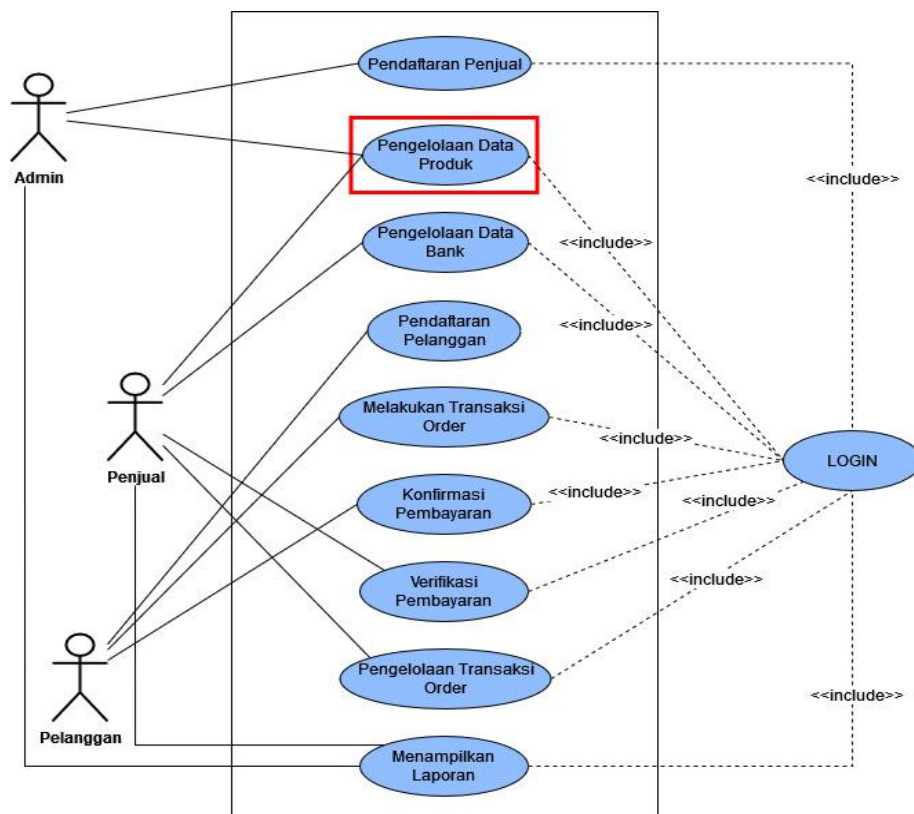 Pendaftaran Penjual
Admin
<<include>>
Pengelolaan Data
Produk
<<include>>
Pengelolaan Data
Bank
<<include>>
Pendaftaran
Pelanggan
Penjual
Melakukan Transaksi
Order
<<include>>
LOGIN
Konfirmasi
Pembayaran
<<include>>
<<include>>
Verifikasi
Pembayaran
<<include>>
Pengelolaan Transaksi
Order
<<include>>
Pelanggan
Menampilkan
Laporan